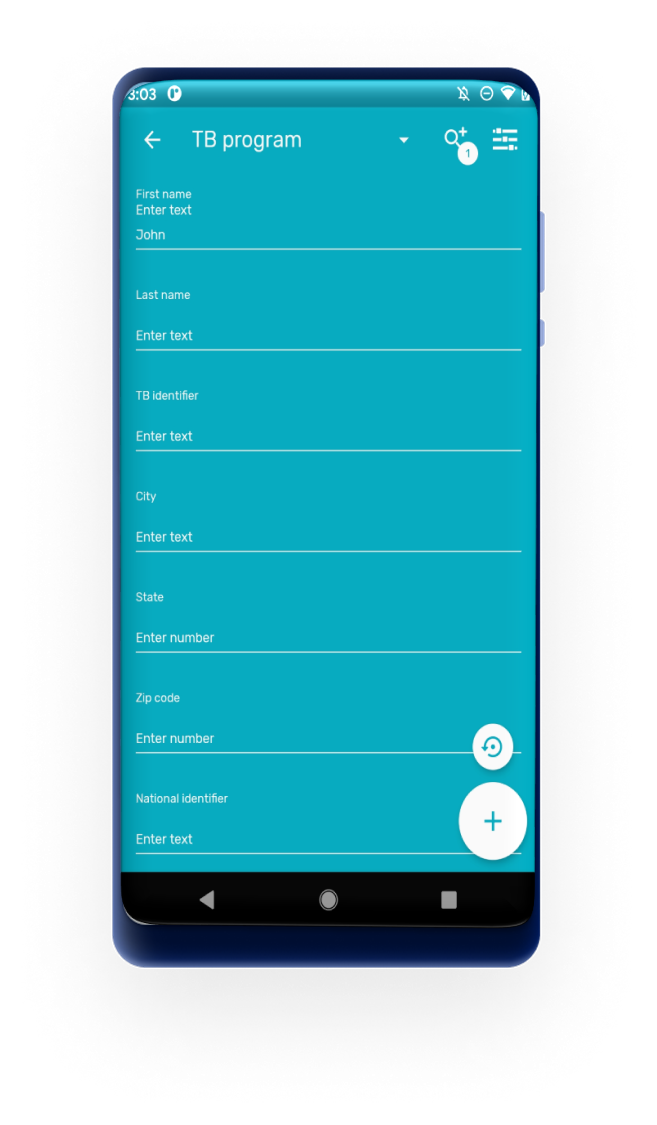 3:03
TB program
1
First name
Enter text
John
Last name
Enter text
TB identifier
Enter text
City
Enter text
State
Enter number
Zip code
Enter number
National identifier
Enter text